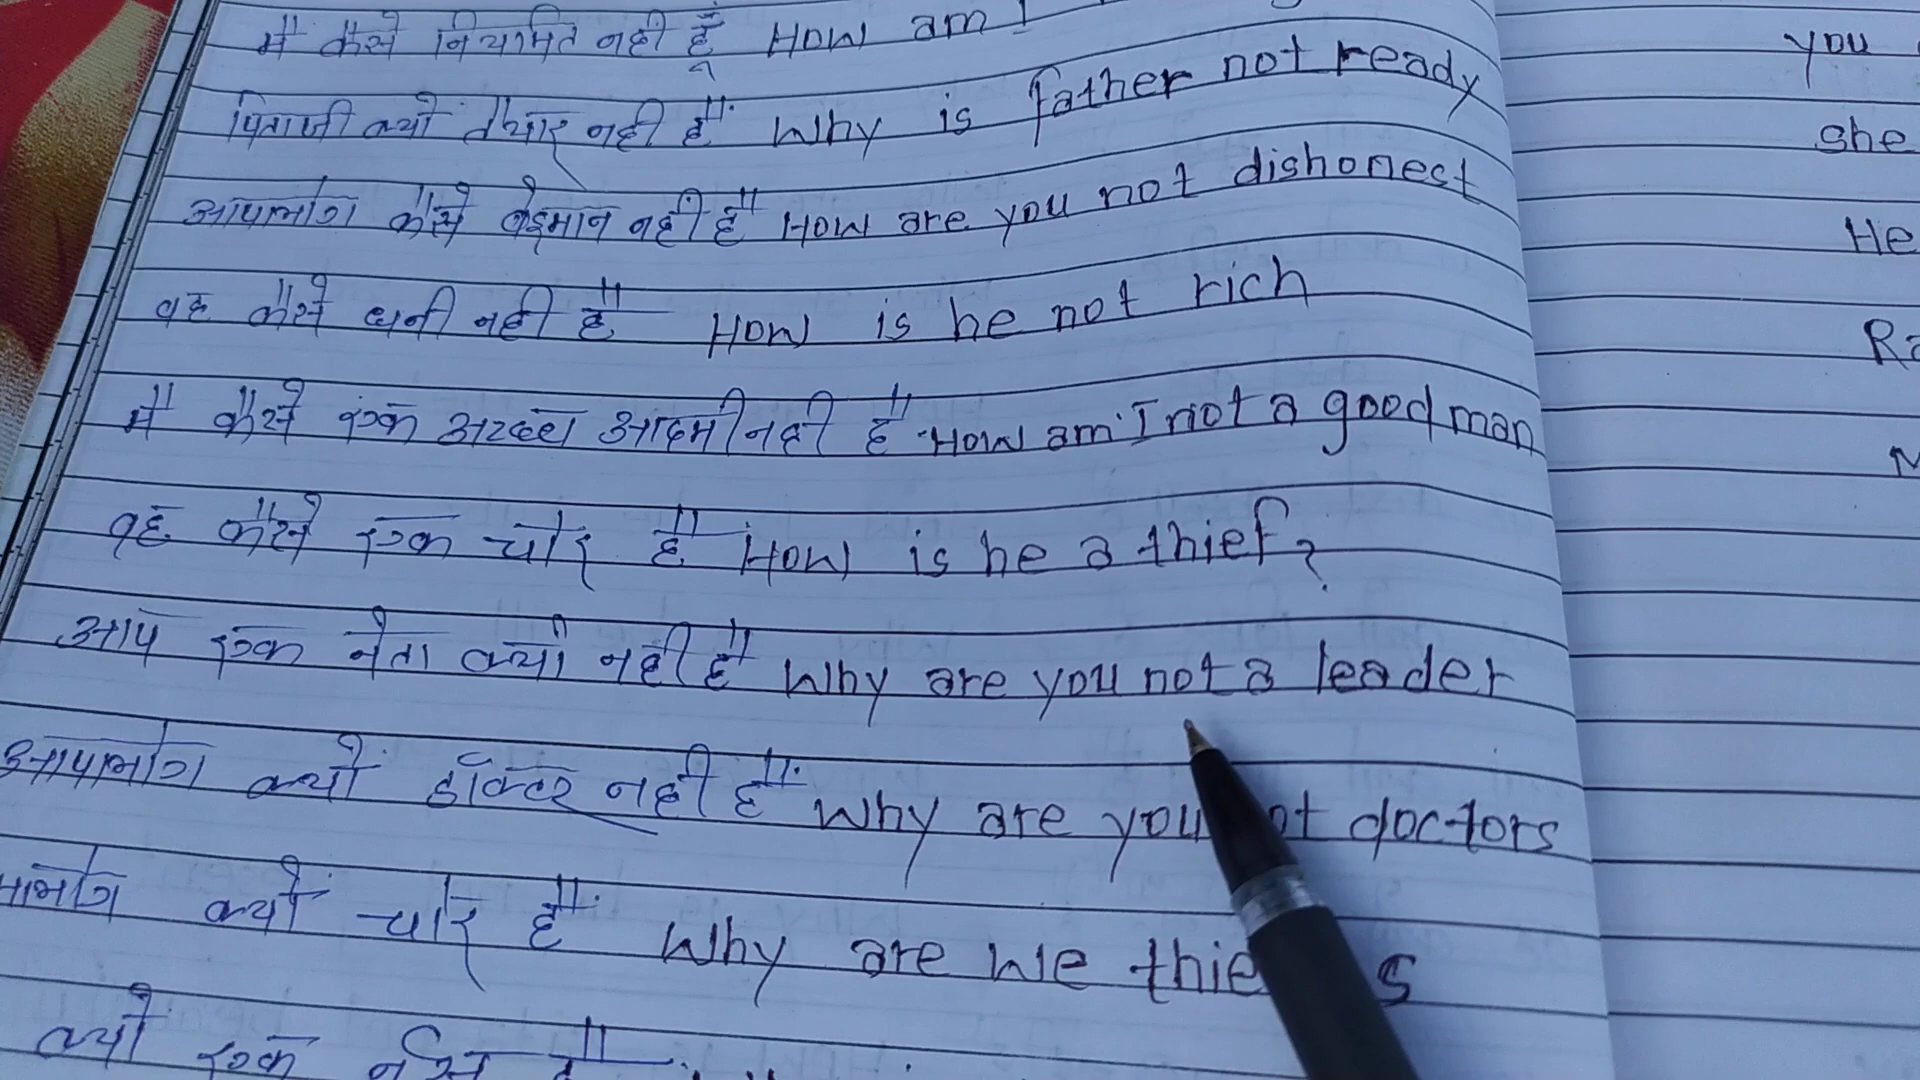 मैं कैसे नियमित नही हूँ How am I
पिताजी क्यों तैयार नही हैं Why is father not ready
आपलोग कैसे बेइमान नही हैं How are you not dishonest
वह कैसे धनी नही है How is he not rich
मैं कैसे एक अच्छा आदमी नही हूँ How am I not a good man
वह कैसे एक चोर है How is he a thief?
आप एक नेता क्यों नही हैं Why are you not a leader
आपलोग क्यों डॉक्टर नही हैं Why are you doctors
क्यों चोर हैं Why are we
क्यों एक
you
she
He